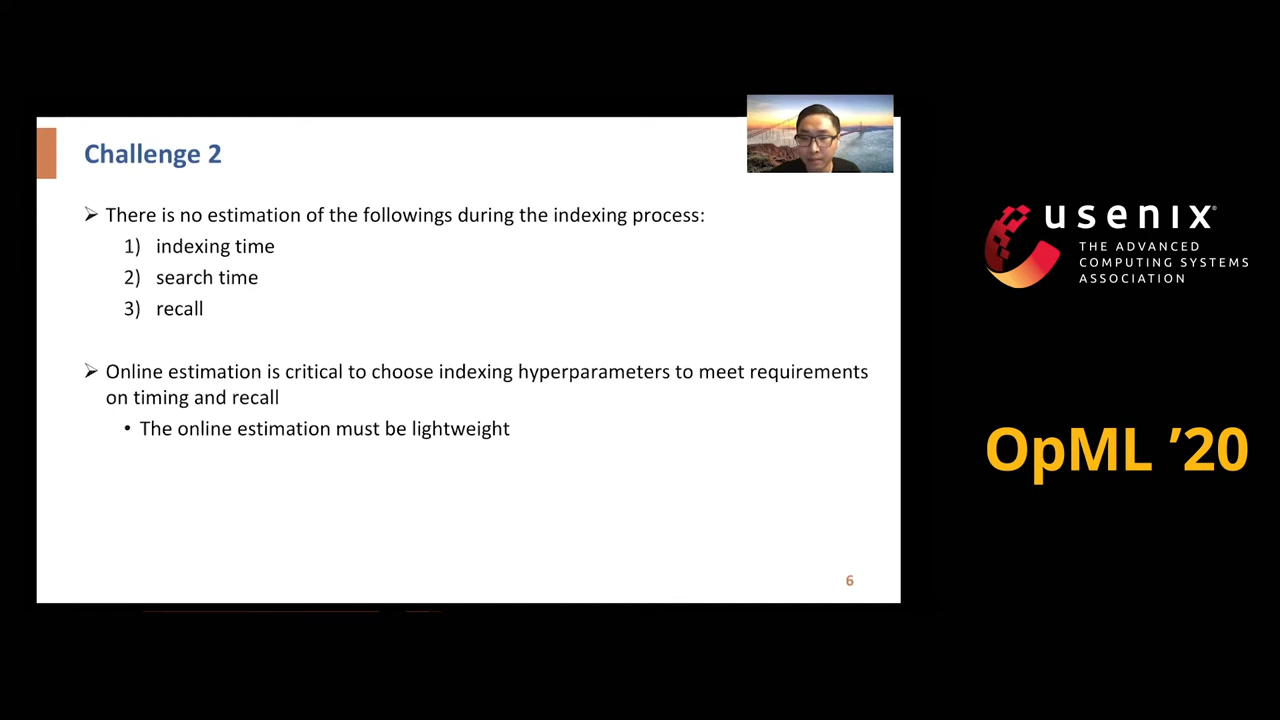 Challenge 2
➢ There is no estimation of the followings during the indexing process:
1) indexing time
2) search time
3) recall
➢ Online estimation is critical to choose indexing hyperparameters to meet requirements
on timing and recall
• The online estimation must be lightweight
6
usenix®
THE ADVANCED
COMPUTING SYSTEMS
ASSOCIATION
OpML ’20